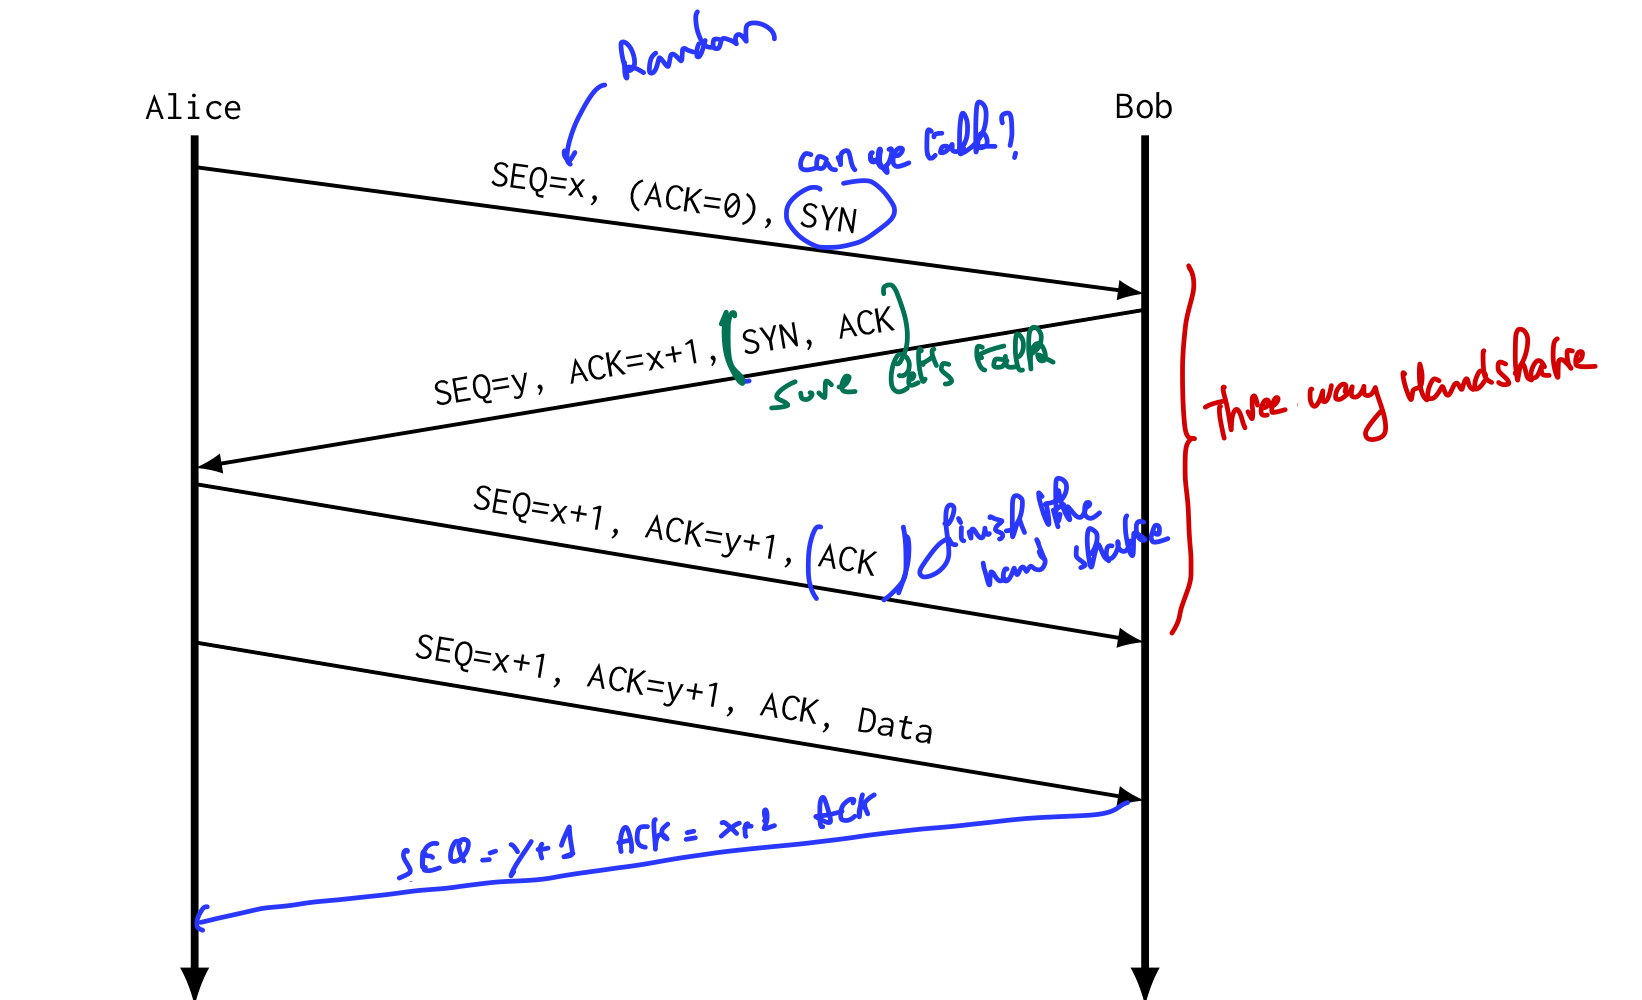 Random
Alice
Bob
can we talk?
SEQ=x, (ACK=0), SYN
SEQ=y, ACK=x+1, (SYN, ACK)
sure let's talk
Three way Handshake
SEQ=x+1, ACK=y+1, (ACK)
finish the
hand shake
SEQ=x+1, ACK=y+1, ACK, Data
SEQ = y+1 ACK = x+2 ACK